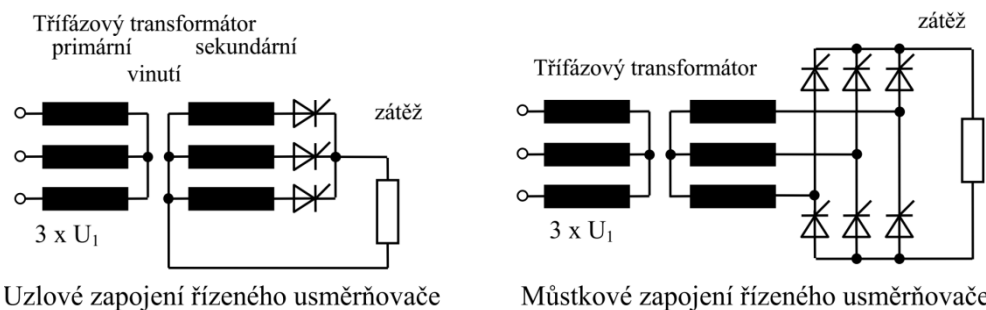 Třífázový transformátor
primární sekundární
vinutí
zátěž
3 x U1
Uzlové zapojení řízeného usměrňovače
zátěž
Třífázový transformátor
3 x U1
Můstkové zapojení řízeného usměrňovače